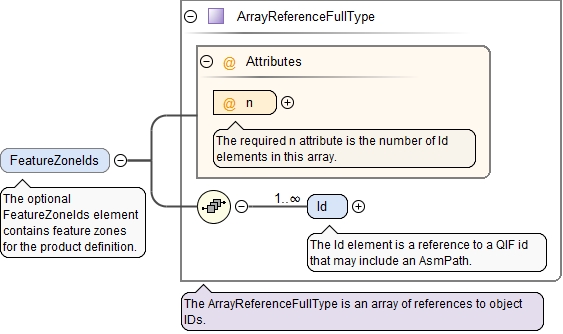 ArrayReferenceFullType
@ Attributes
@ n
The required n attribute is the number of Id
elements in this array.
FeatureZoneIds
The optional
FeatureZoneIds element
contains feature zones
for the product definition.
1..∞
Id
The Id element is a reference to a QIF id
that may include an AsmPath.
The ArrayReferenceFullType is an array of references to object
IDs.